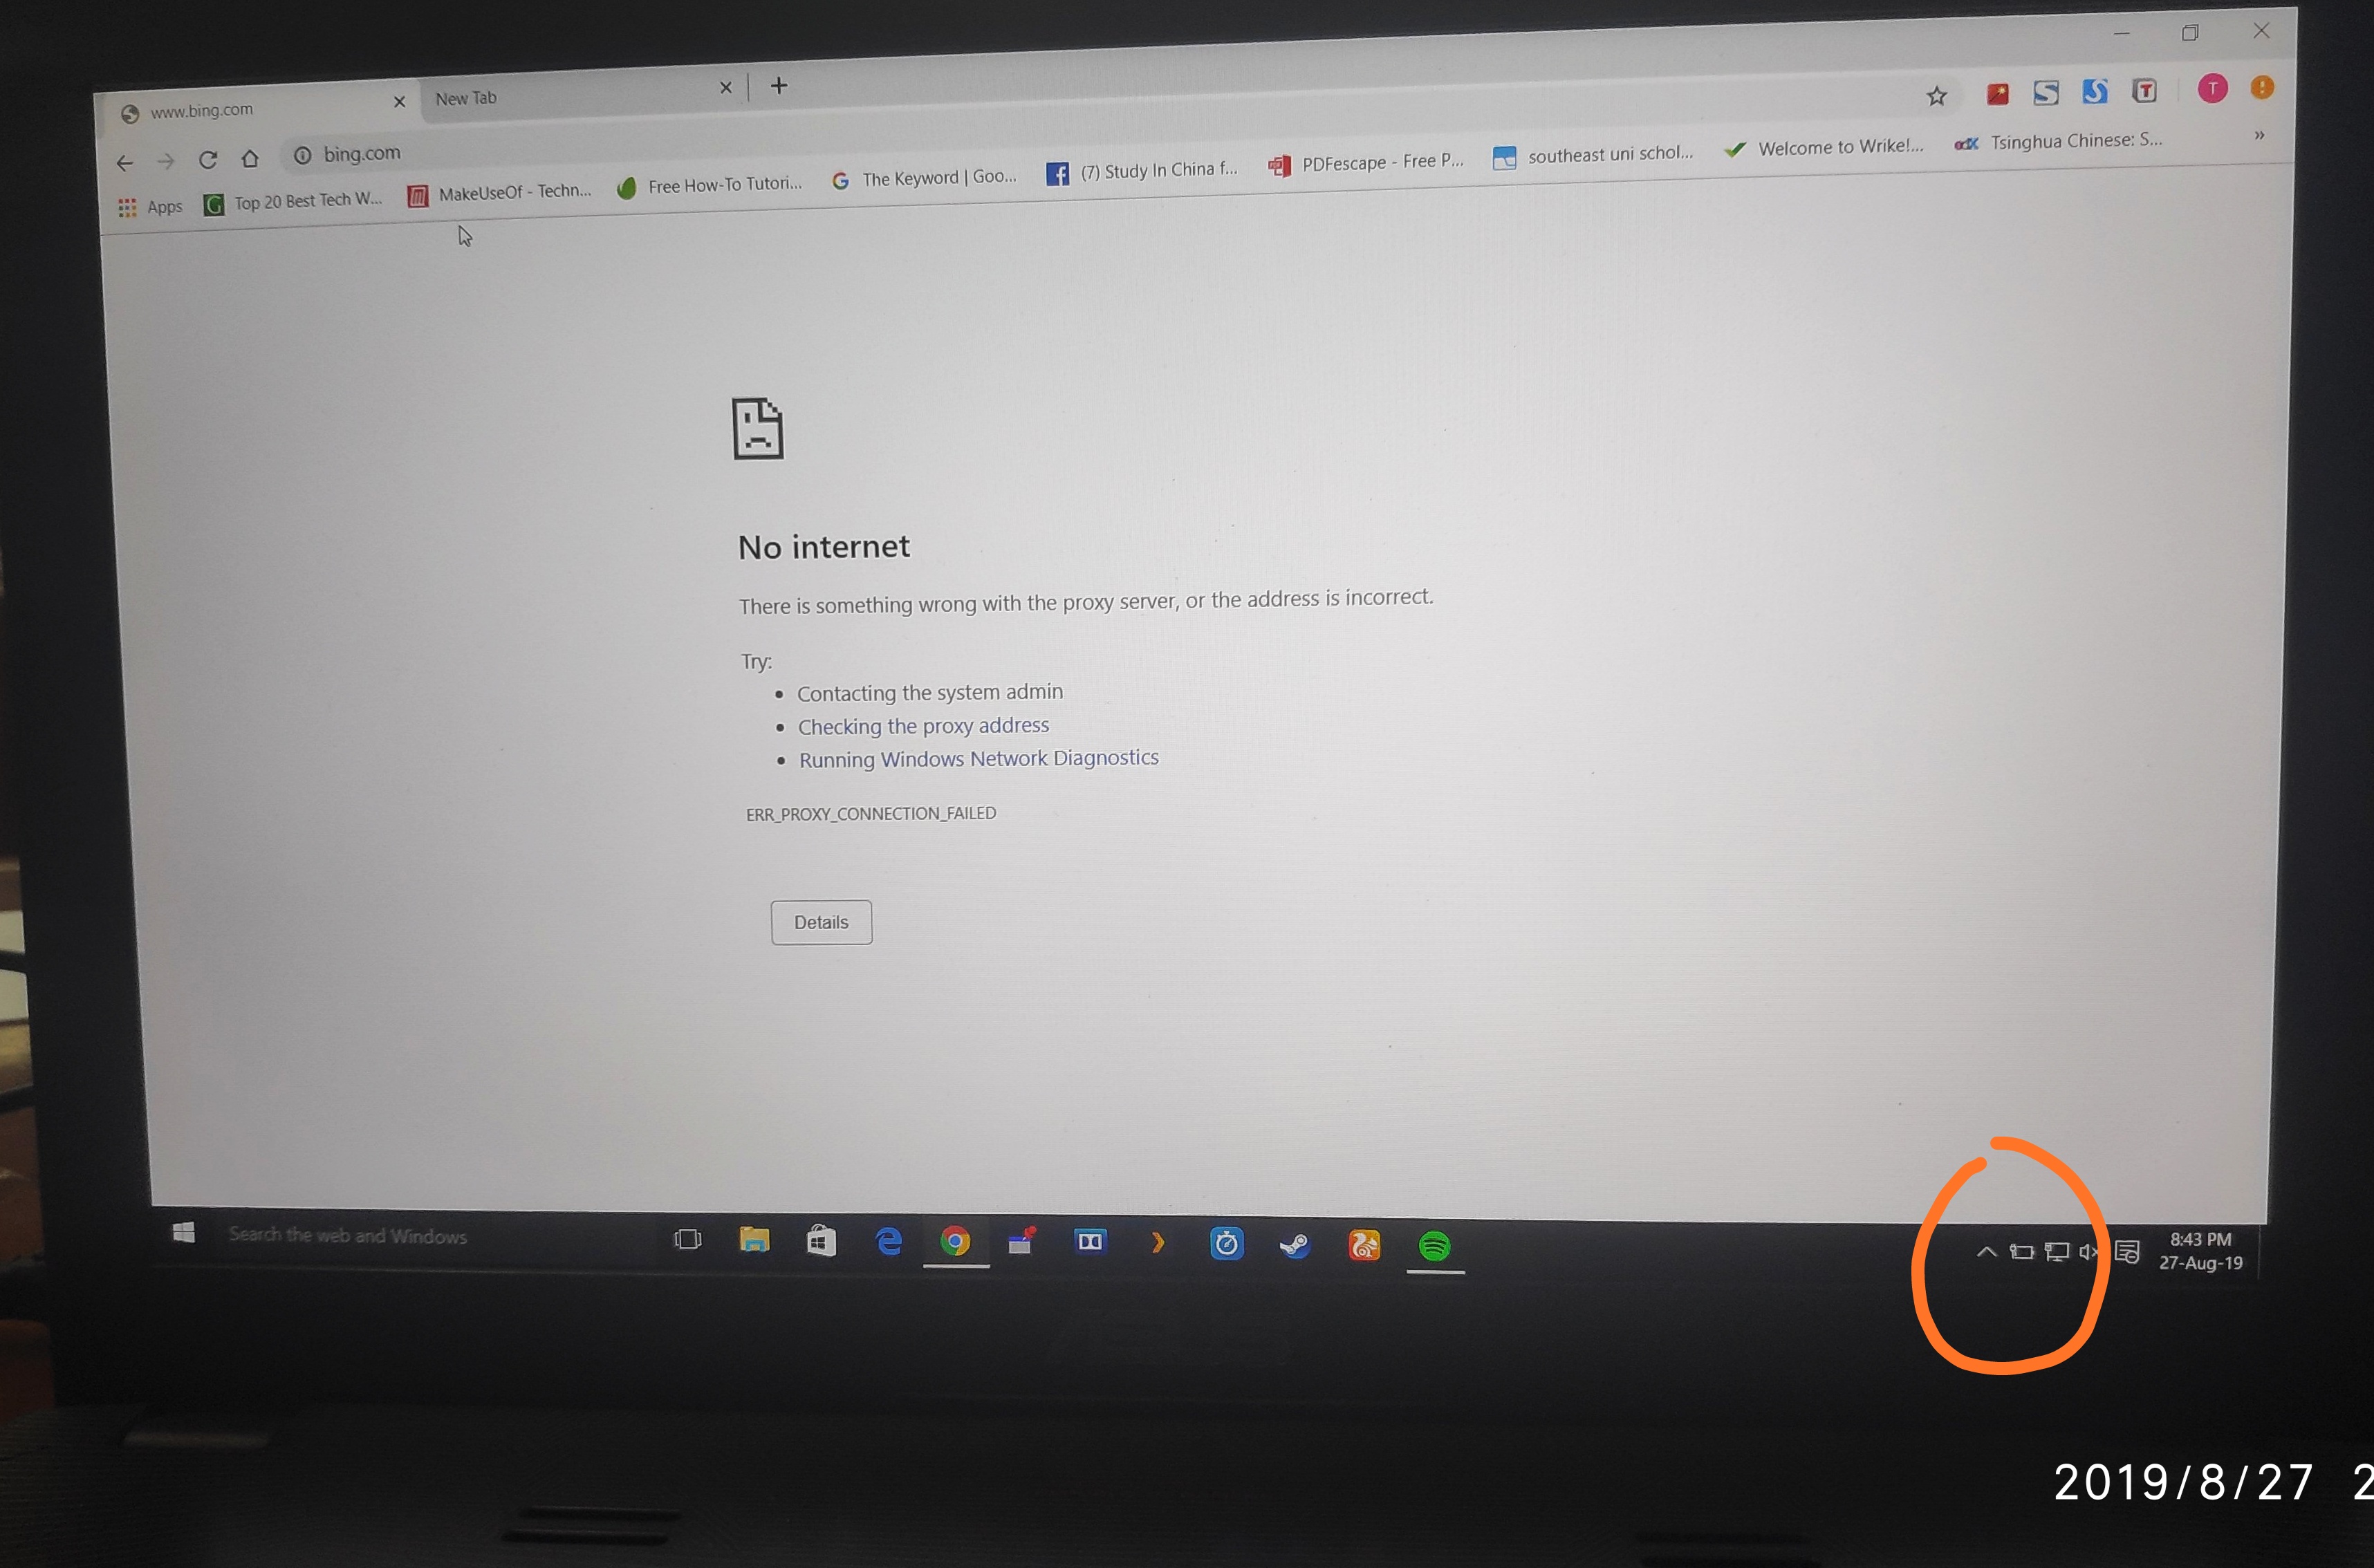 www.bing.com
New Tab
bing.com
T
Apps
Top 20 Best Tech W...
MakeUseOf - Techn...
Free How-To Tutori...
The Keyword | Goo...
(7) Study In China f...
PDFescape - Free P...
southeast uni schol...
Welcome to Wrike!...
Tsinghua Chinese: S...
»
No internet
There is something wrong with the proxy server, or the address is incorrect.
Try:
• Contacting the system admin
• Checking the proxy address
• Running Windows Network Diagnostics
ERR_PROXY_CONNECTION_FAILED
Details
Search the web and Windows
8:43 PM
27-Aug-19
2019/8/27 2